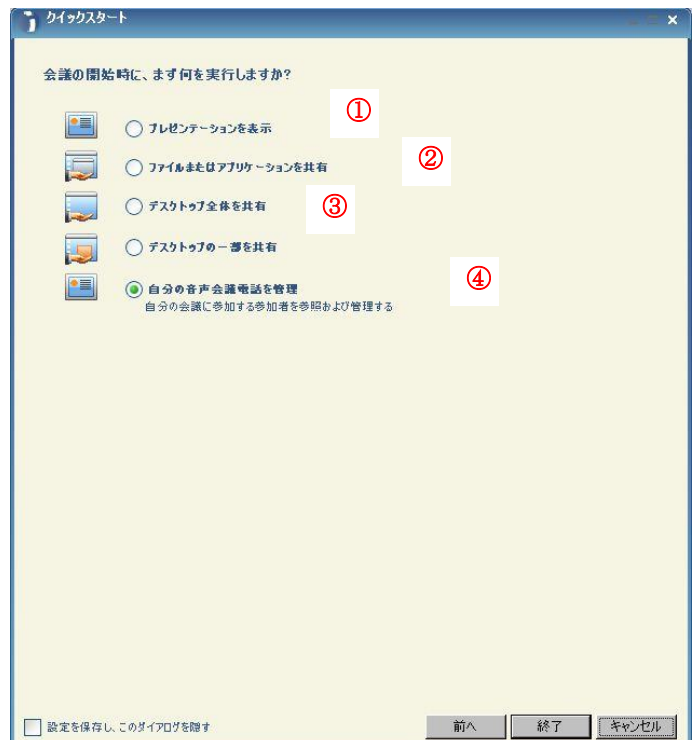 クイックスタート
会議の開始時に、まず何を実行しますか?
①
プレゼンテーションを表示
②
ファイルまたはアプリケーションを共有
③
デスクトップ全体を共有
デスクトップの一部を共有
④
自分の音声会議電話を管理
自分の会議に参加する参加者を参照および管理する
設定を保存し、このダイアログを隠す
前へ 終了 キャンセル